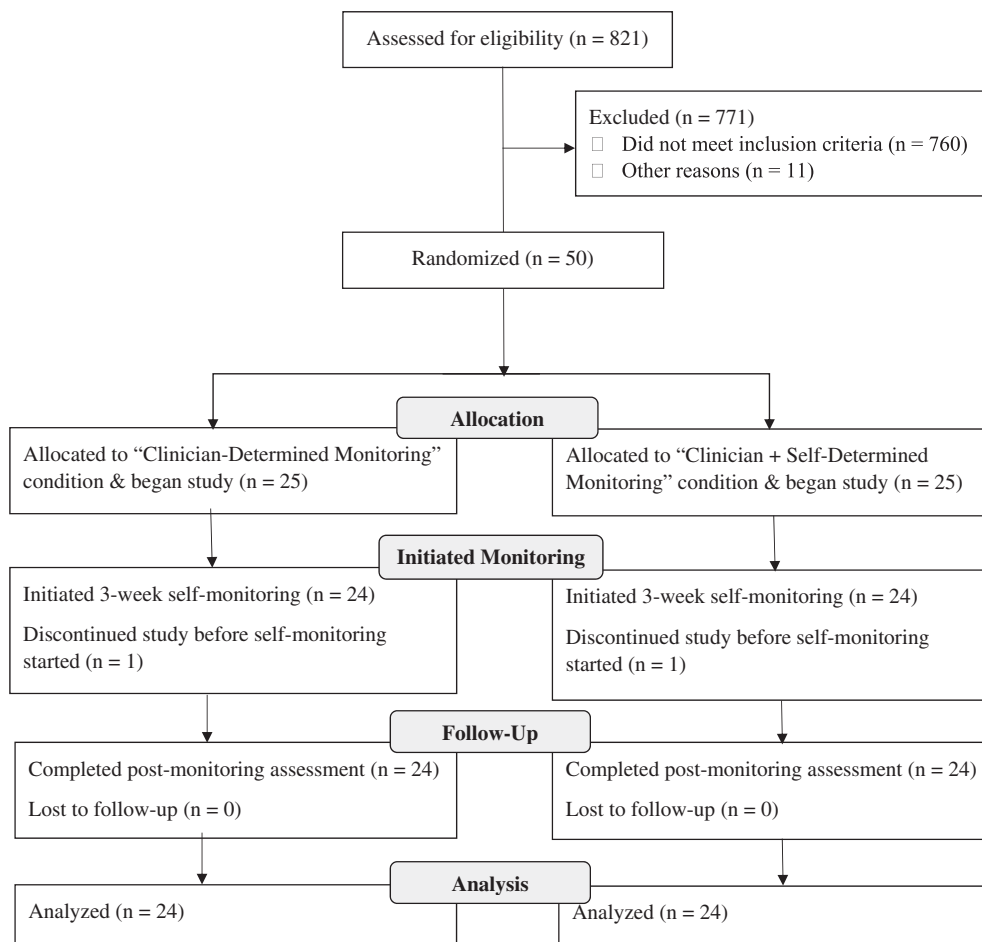 Assessed for eligibility (n = 821)
Excluded (n = 771)
Did not meet inclusion criteria (n = 760)
Other reasons (n = 11)
Randomized (n = 50)
Allocation
Allocated to “Clinician-Determined Monitoring”
condition & began study (n = 25)
Allocated to “Clinician + Self-Determined
Monitoring” condition & began study (n = 25)
Initiated Monitoring
Initiated 3-week self-monitoring (n = 24)
Discontinued study before self-monitoring
started (n = 1)
Initiated 3-week self-monitoring (n = 24)
Discontinued study before self-monitoring
started (n = 1)
Follow-Up
Completed post-monitoring assessment (n = 24)
Lost to follow-up (n = 0)
Completed post-monitoring assessment (n = 24)
Lost to follow-up (n = 0)
Analysis
Analyzed (n = 24)
Analyzed (n = 24)